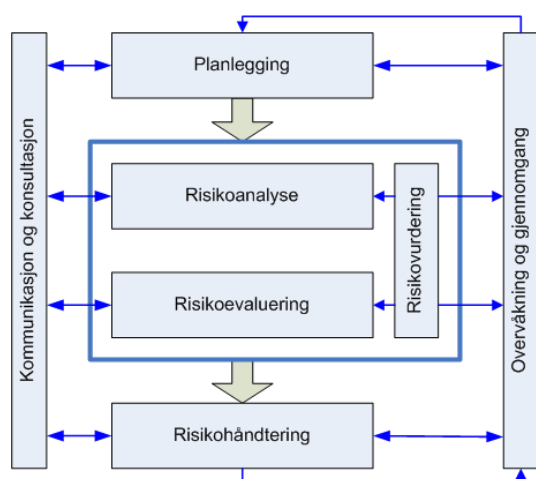 Planlegging
Kommunikasjon og konsultasjon
Risikoanalyse
Risikovurdering
Overvåkning og gjennomgang
Risikoevaluering
Risikohåndtering